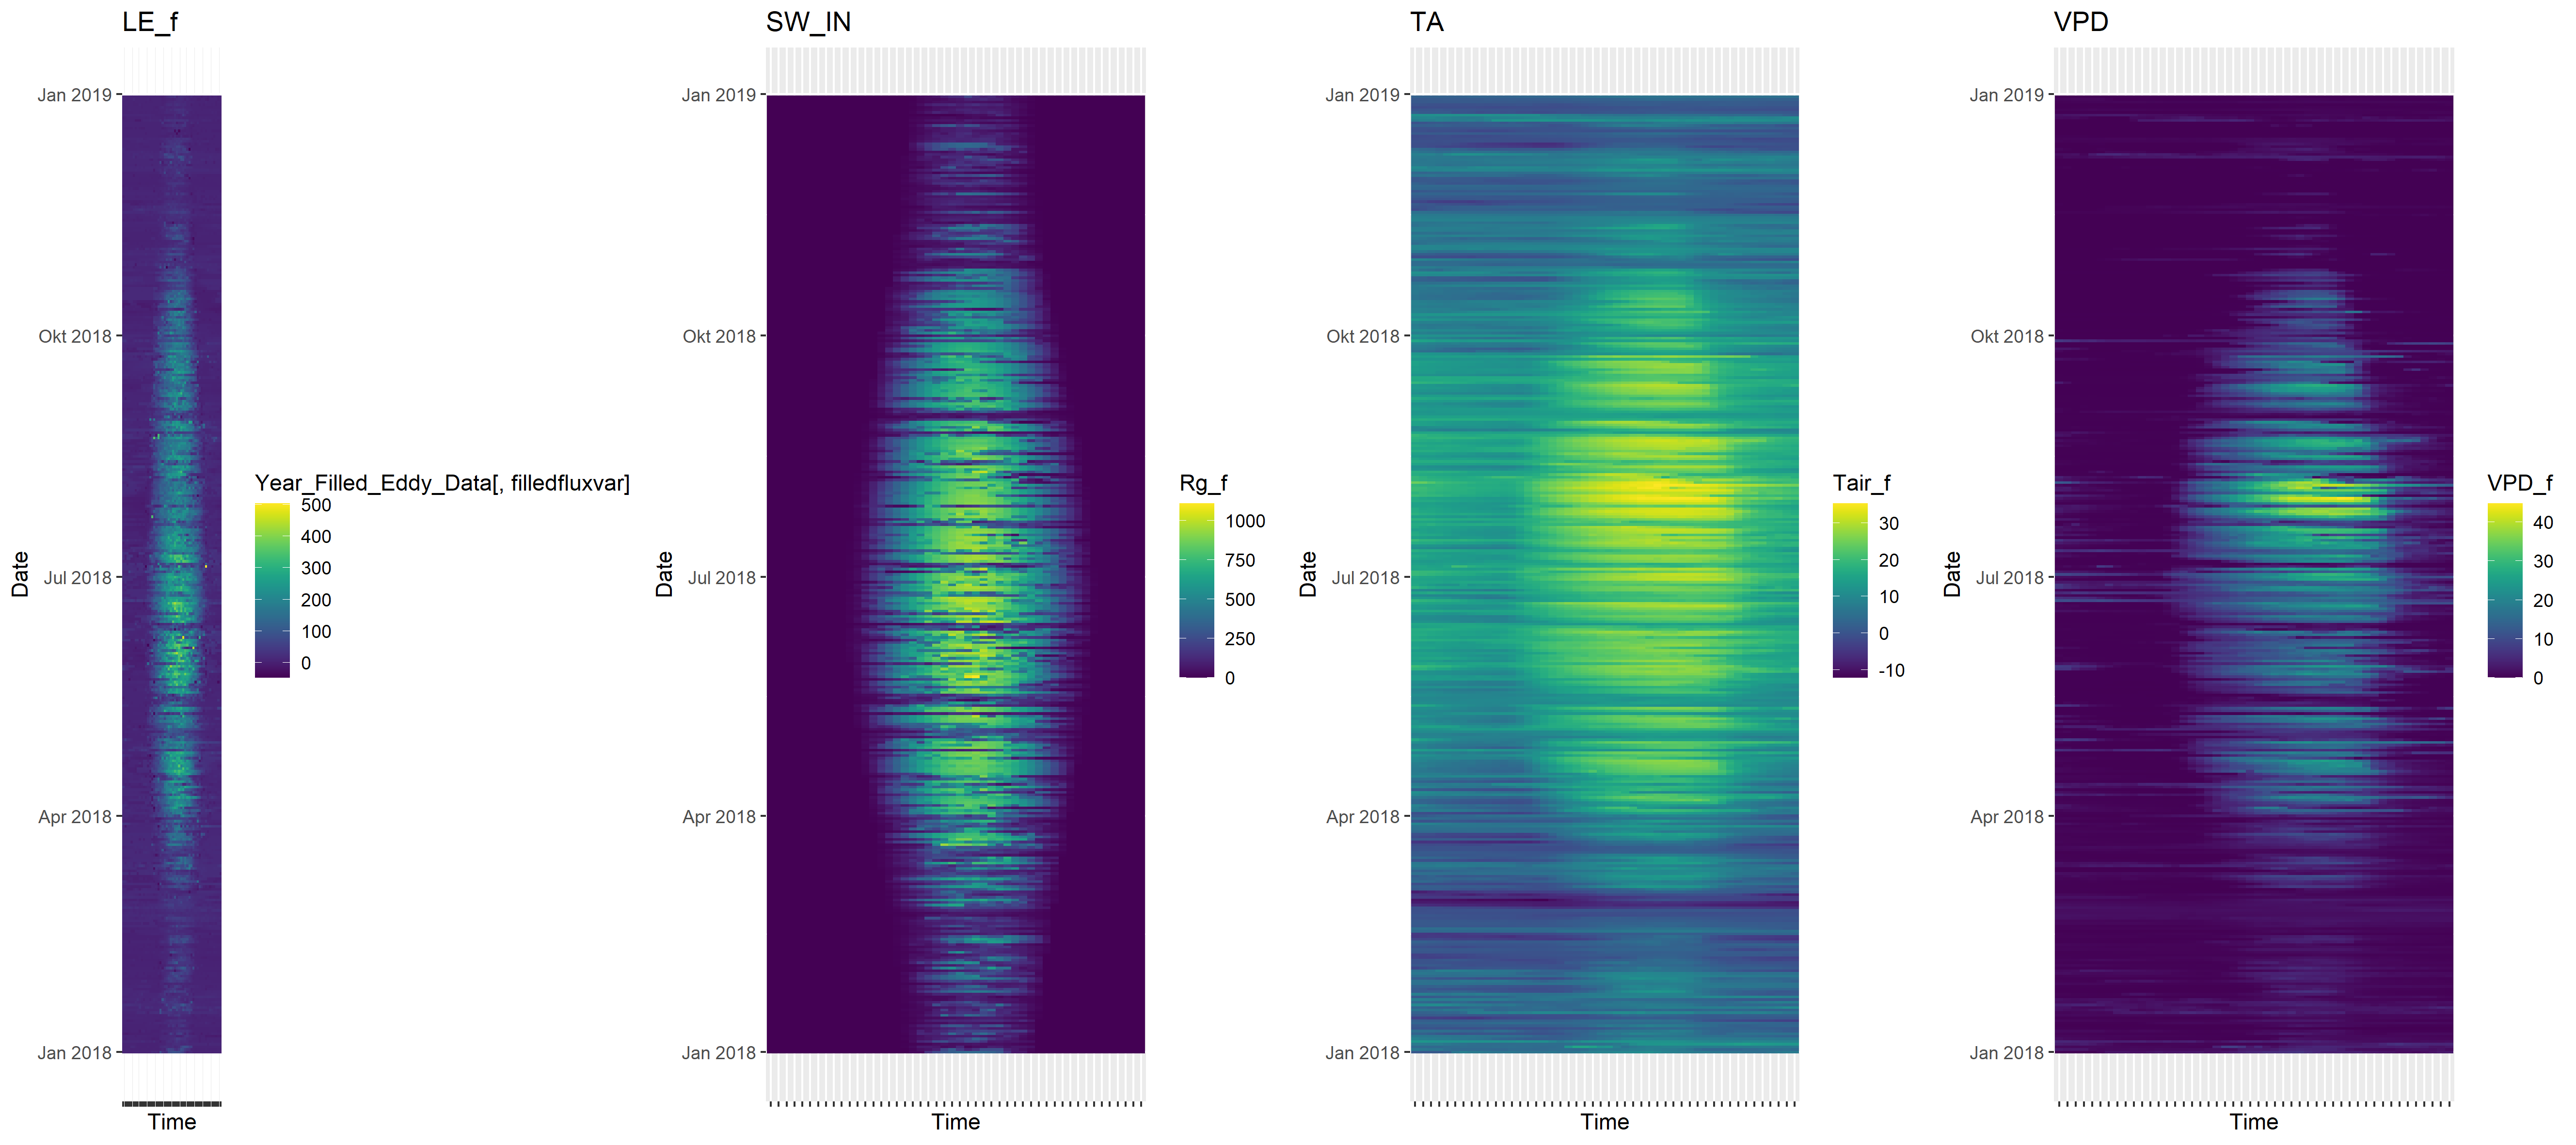 LE_f
Jan 2019
Okt 2018
Jul 2018
Apr 2018
Jan 2018
Date
Time
Year_Filled_Eddy_Data[, filledfluxvar]
500
400
300
200
100
0
SW_IN
Jan 2019
Okt 2018
Jul 2018
Apr 2018
Jan 2018
Date
Time
Rg_f
1000
750
500
250
0
TA
Jan 2019
Okt 2018
Jul 2018
Apr 2018
Jan 2018
Date
Time
Tair_f
30
20
10
0
-10
VPD
Jan 2019
Okt 2018
Jul 2018
Apr 2018
Jan 2018
Date
Time
VPD_f
40
30
20
10
0